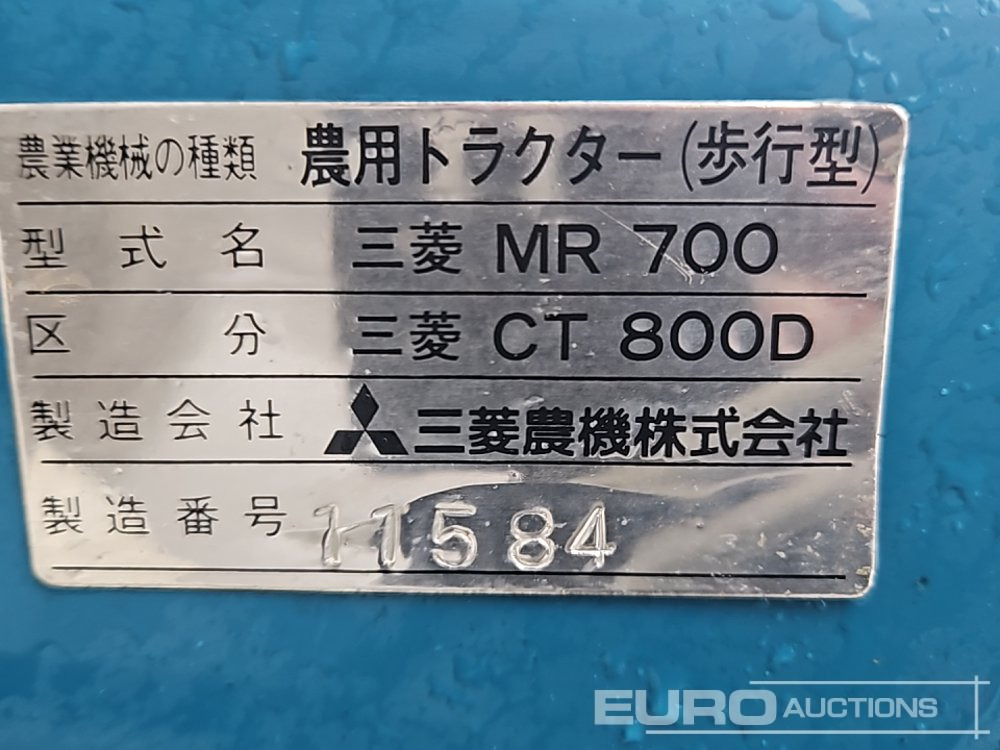 農業機械の種類 農用トラクター(歩行型)
型式名 三菱 MR 700
区分 三菱 CT 800D
製造会社 三菱農機株式会社
製造番号 11584
EURO AUCTIONS